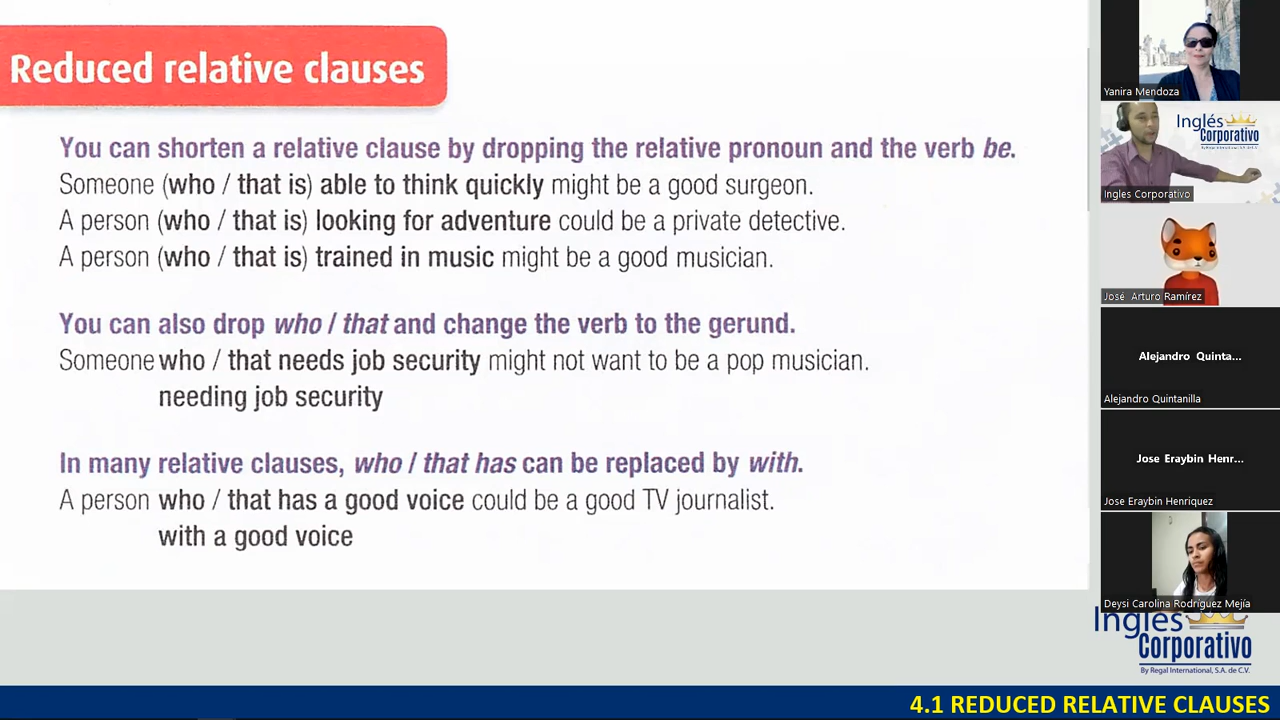 Reduced relative clauses
You can shorten a relative clause by dropping the relative pronoun and the verb be.
Someone (who / that is) able to think quickly might be a good surgeon.
A person (who / that is) looking for adventure could be a private detective.
A person (who / that is) trained in music might be a good musician.
You can also drop who / that and change the verb to the gerund.
Someone who / that needs job security might not want to be a pop musician.
needing job security
In many relative clauses, who / that has can be replaced by with.
A person who / that has a good voice could be a good TV journalist.
with a good voice
Yanira Mendoza
Inglés
Corporativo
By Regal International, S.A. de C.V.
Ingles Corporativo
José Arturo Ramírez
Alejandro Quinta...
Alejandro Quintanilla
Jose Eraybin Henr...
Jose Eraybin Henriquez
Deysi Carolina Rodríguez Mejía
Inglés
Corporativo
By Regal International, S.A. de C.V.
4.1 REDUCED RELATIVE CLAUSES